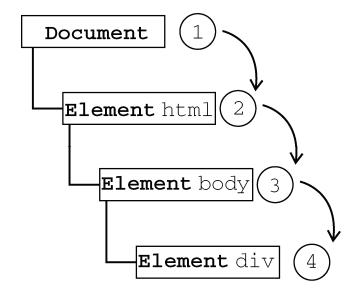 Document 1
Element html 2
Element body 3
Element div 4